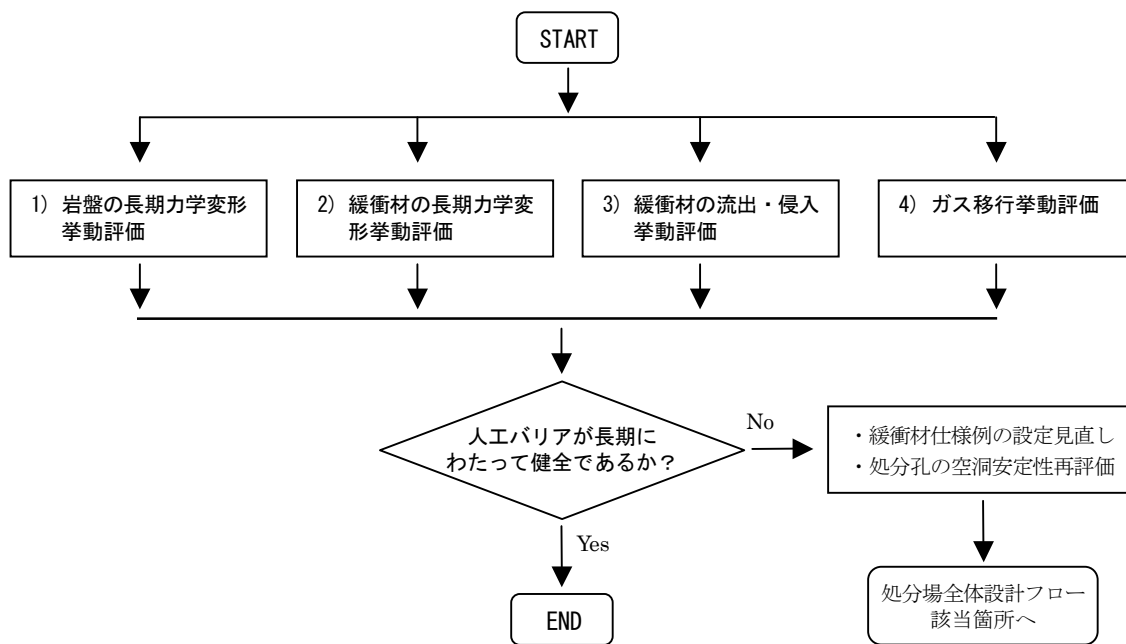 START
1) 岩盤の長期力学変形
挙動評価
2) 緩衝材の長期力学変
形挙動評価
3) 緩衝材の流出・侵入
挙動評価
4) ガス移行挙動評価
人工バリアが長期に
わたって健全であるか?
No
・緩衝材仕様例の設定見直し
・処分孔の空洞安定性再評価
Yes
END
処分場全体設計フロー
該当箇所へ